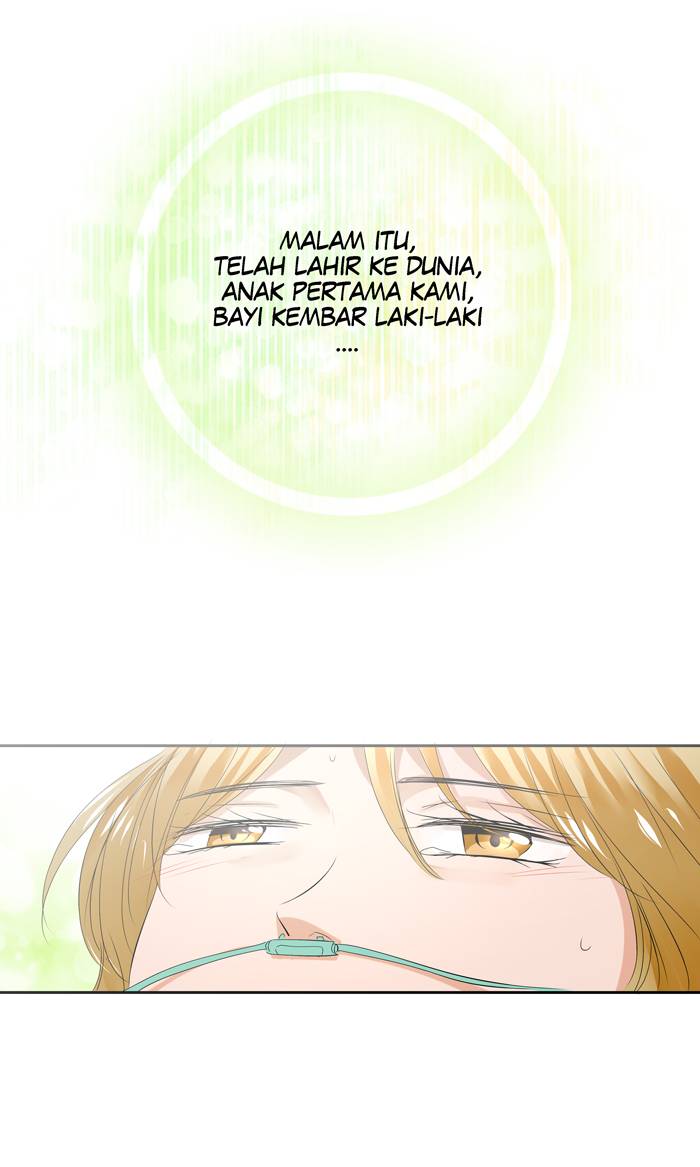 MALAM ITU,
TELAH LAHIR KE DUNIA,
ANAK PERTAMA KAMI,
BAYI KEMBAR LAKI-LAKI
....